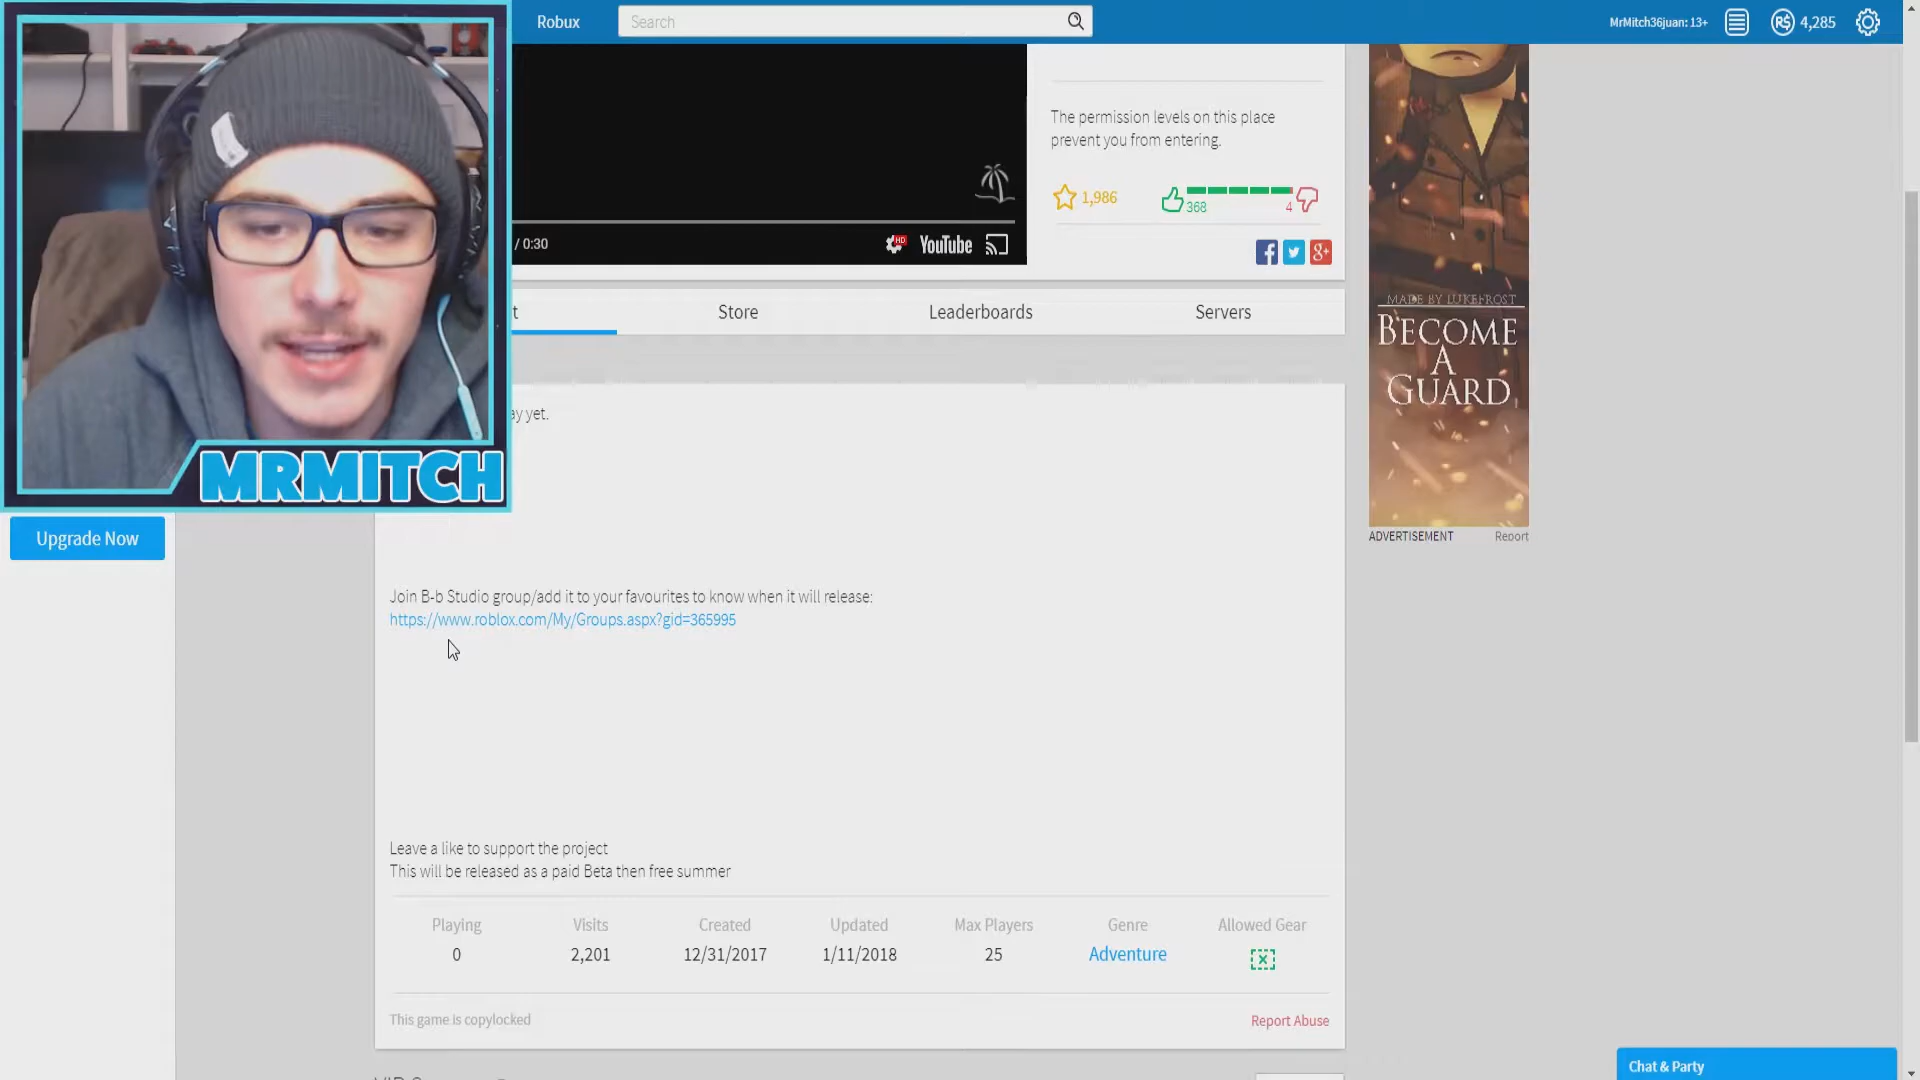 Robux
Search
MrMitch36juan: 13+
4,285
The permission levels on this place
prevent you from entering.
1,986
368
4
/ 0:30
HD
YouTube
MRMITCH
t
Store
Leaderboards
Servers
ay yet.
MADE BY LUKEFROST
BECOME
A
GUARD
ADVERTISEMENT
Report
Upgrade Now
Join B-b Studio group/add it to your favourites to know when it will release:
https://www.roblox.com/My/Groups.aspx?gid=365995
Leave a like to support the project
This will be released as a paid Beta then free summer
Playing
Visits
Created
Updated
Max Players
Genre
Allowed Gear
0
2,201
12/31/2017
1/11/2018
25
Adventure
This game is copylocked
Report Abuse
Chat & Party